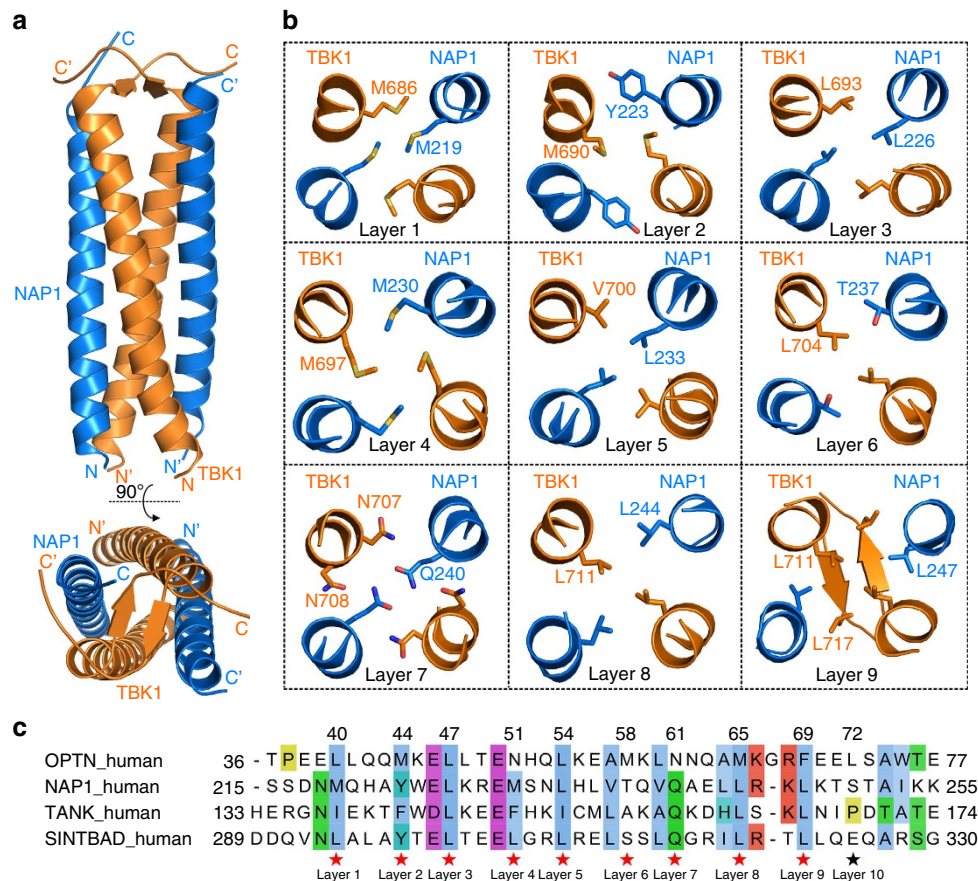 a
b
C
C
C'
C'
NAP1
N
N'
N'
N
TBK1
90°
N'
N'
NAP1
C'
C
C
TBK1
C'
TBK1 NAP1
M686
M219
Layer 1
TBK1 NAP1
Y223
M690
Layer 2
TBK1 NAP1
L693
L226
Layer 3
TBK1 NAP1
M230
M697
Layer 4
TBK1 NAP1
V700
L233
Layer 5
TBK1 NAP1
T237
L704
Layer 6
TBK1 NAP1
N707
Q240
N708
Layer 7
TBK1 NAP1
L244
L711
Layer 8
TBK1 NAP1
L711
L247
L717
Layer 9
c
40 44 47 51 54 58 61 65 69 72
OPTN_human 36 - T P E E L L Q Q M K E L L T E N H Q L K E A M K L N N Q A M K G R F E E L S A W T E 77
NAP1_human 215 - S S D N M Q H A Y W E L K R E M S N L H L V T Q V Q A E L L R - K L K T S T A I K K 255
TANK_human 133 H E R G N I E K T F W D L K E E F H K I C M L A K A Q K D H L S - K L N I P D T A T E 174
SINTBAD_human 289 D D Q V N L A L A Y T E L K E E L G R L R E L S S L Q G R I L R - T L L Q E Q A R S G 330
Layer 1 Layer 2 Layer 3 Layer 4 Layer 5 Layer 6 Layer 7 Layer 8 Layer 9 Layer 10